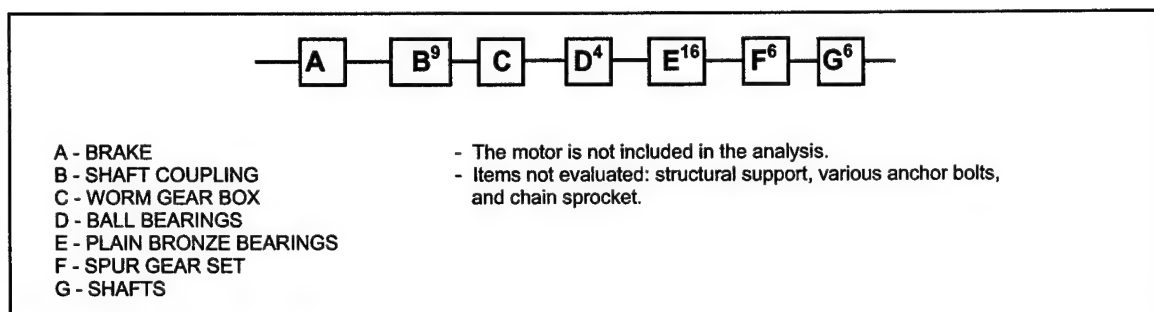 A B⁹ C D⁴ E¹⁶ F⁶ G⁶
A - BRAKE
B - SHAFT COUPLING
C - WORM GEAR BOX
D - BALL BEARINGS
E - PLAIN BRONZE BEARINGS
F - SPUR GEAR SET
G - SHAFTS
- The motor is not included in the analysis.
- Items not evaluated: structural support, various anchor bolts,
and chain sprocket.